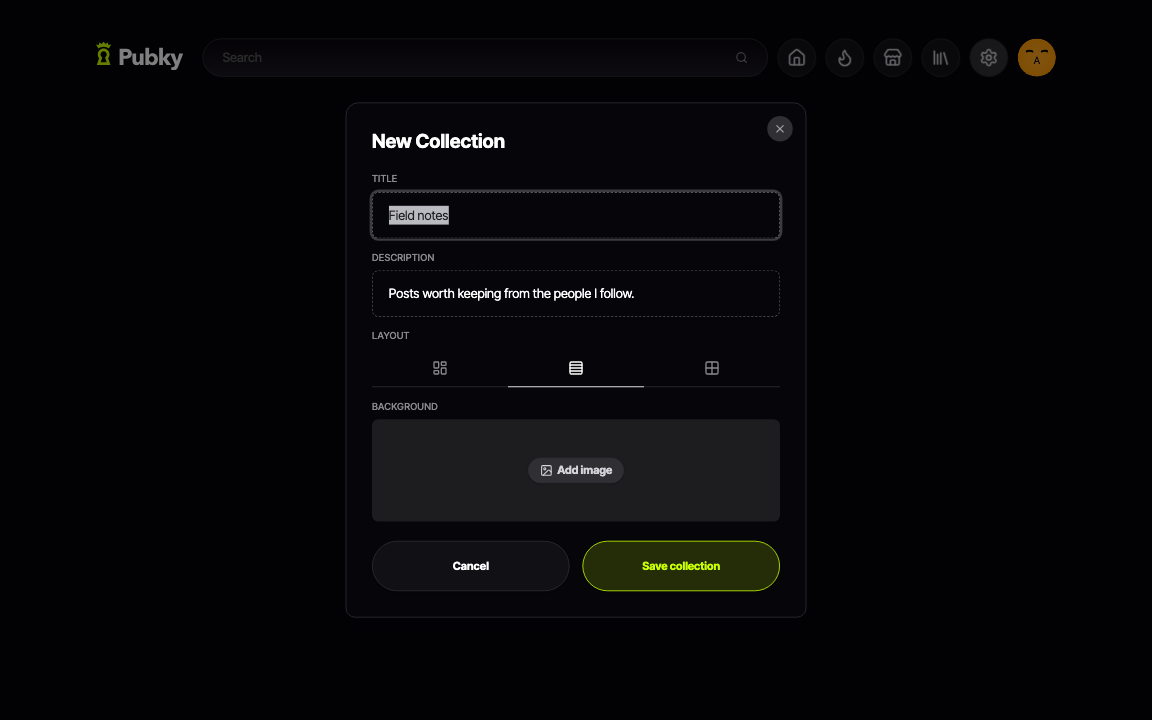 Pubky
Search
A
New Collection
TITLE
Field notes
DESCRIPTION
Posts worth keeping from the people I follow.
LAYOUT
BACKGROUND
Add image
Cancel
Save collection